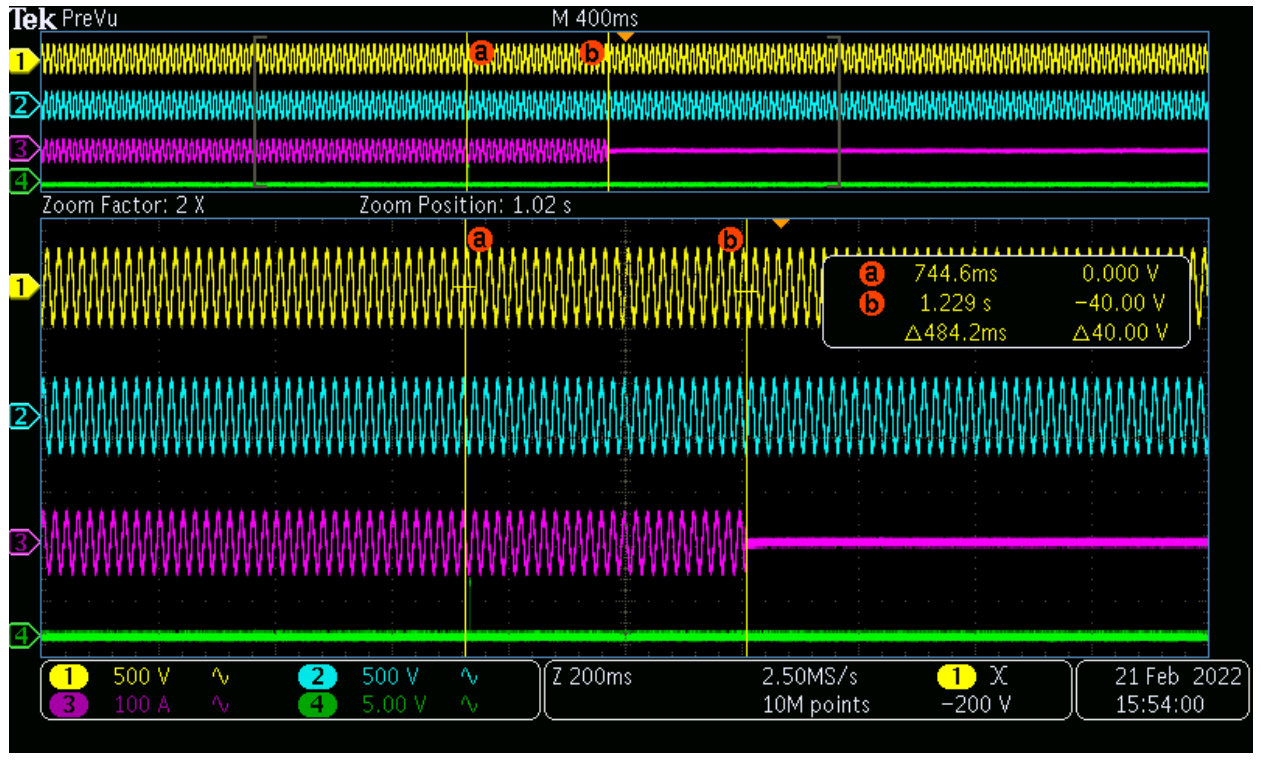 Tek PreVu M 400ms
1 a b
2
3
4
Zoom Factor: 2 X Zoom Position: 1.02 s
a b
1 a 744.6ms 0.000 V
b 1.229 s −40.00 V
△484.2ms △40.00 V
2
3
4
1 500 V 2 500 V Z 200ms 2.50MS/s 1 −200 V 21 Feb 2022
3 100 A 4 5.00 V 10M points 15:54:00